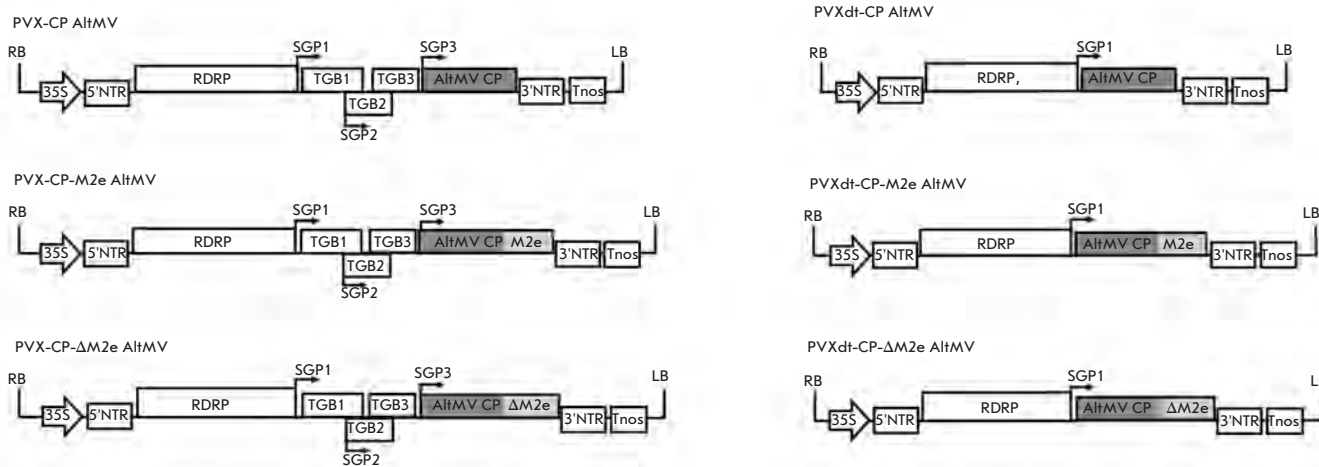 PVX-CP AltMV
RB
SGP1
SGP3
LB
35S
5'NTR
RDRP
TGB1
TGB3
AltMV CP
3'NTR
Tnos
TGB2
SGP2
PVX-CP-M2e AltMV
RB
SGP1
SGP3
LB
35S
5'NTR
RDRP
TGB1
TGB3
AltMV CP
M2e
3'NTR
Tnos
TGB2
SGP2
PVX-CP-ΔM2e AltMV
RB
SGP1
SGP3
LB
35S
5'NTR
RDRP
TGB1
TGB3
AltMV CP
ΔM2e
3'NTR
Tnos
TGB2
SGP2
PVXdt-CP AltMV
RB
SGP1
LB
35S
5'NTR
RDRP,
AltMV CP
3'NTR
Tnos
PVXdt-CP-M2e AltMV
RB
SGP1
LB
35S
5'NTR
RDRP
AltMV CP
M2e
3'NTR
Tnos
PVXdt-CP-ΔM2e AltMV
RB
SGP1
L
35S
5'NTR
RDRP
AltMV CP
ΔM2e
3'NTR
Tnos